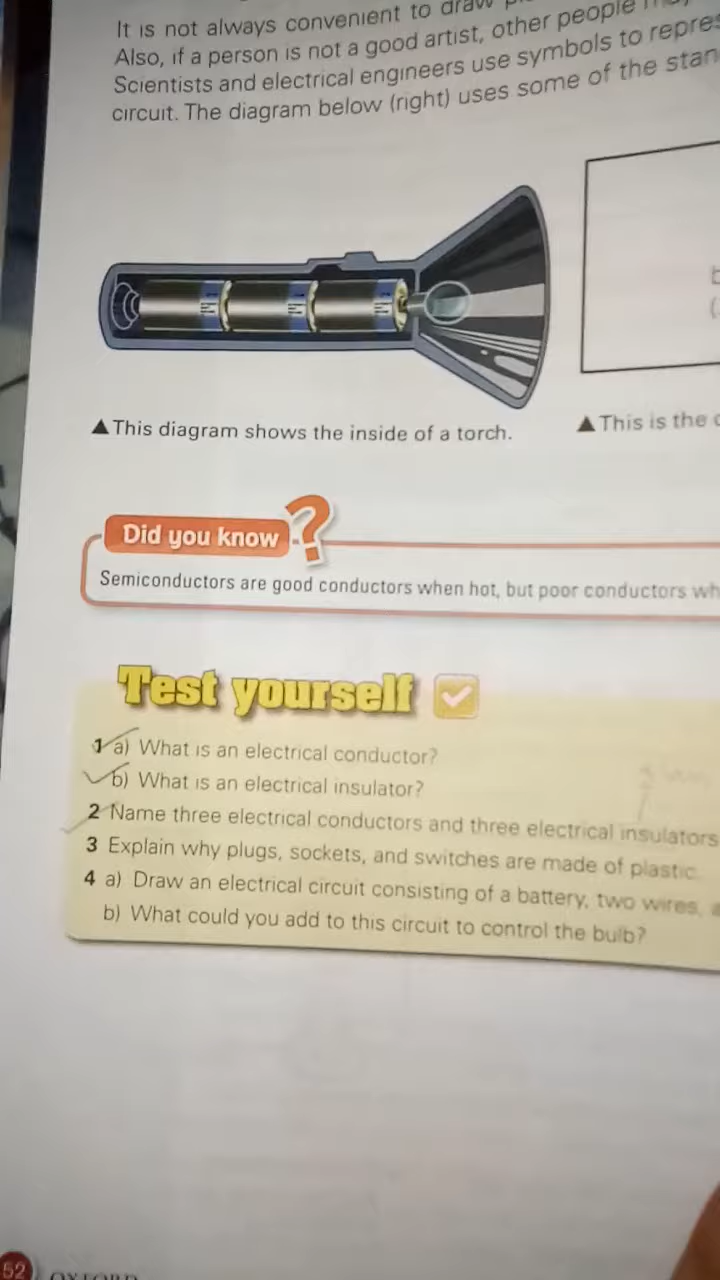 It is not always convenient to draw
Also, if a person is not a good artist, other people
Scientists and electrical engineers use symbols to repres
circuit. The diagram below (right) uses some of the stan
▲This diagram shows the inside of a torch.
▲This is the c
Did you know ?
Semiconductors are good conductors when hot, but poor conductors wh
Test yourself
1 a) What is an electrical conductor?
b) What is an electrical insulator?
2 Name three electrical conductors and three electrical insulators
3 Explain why plugs, sockets, and switches are made of plastic.
4 a) Draw an electrical circuit consisting of a battery, two wires, a
b) What could you add to this circuit to control the bulb?
52 OXFORD